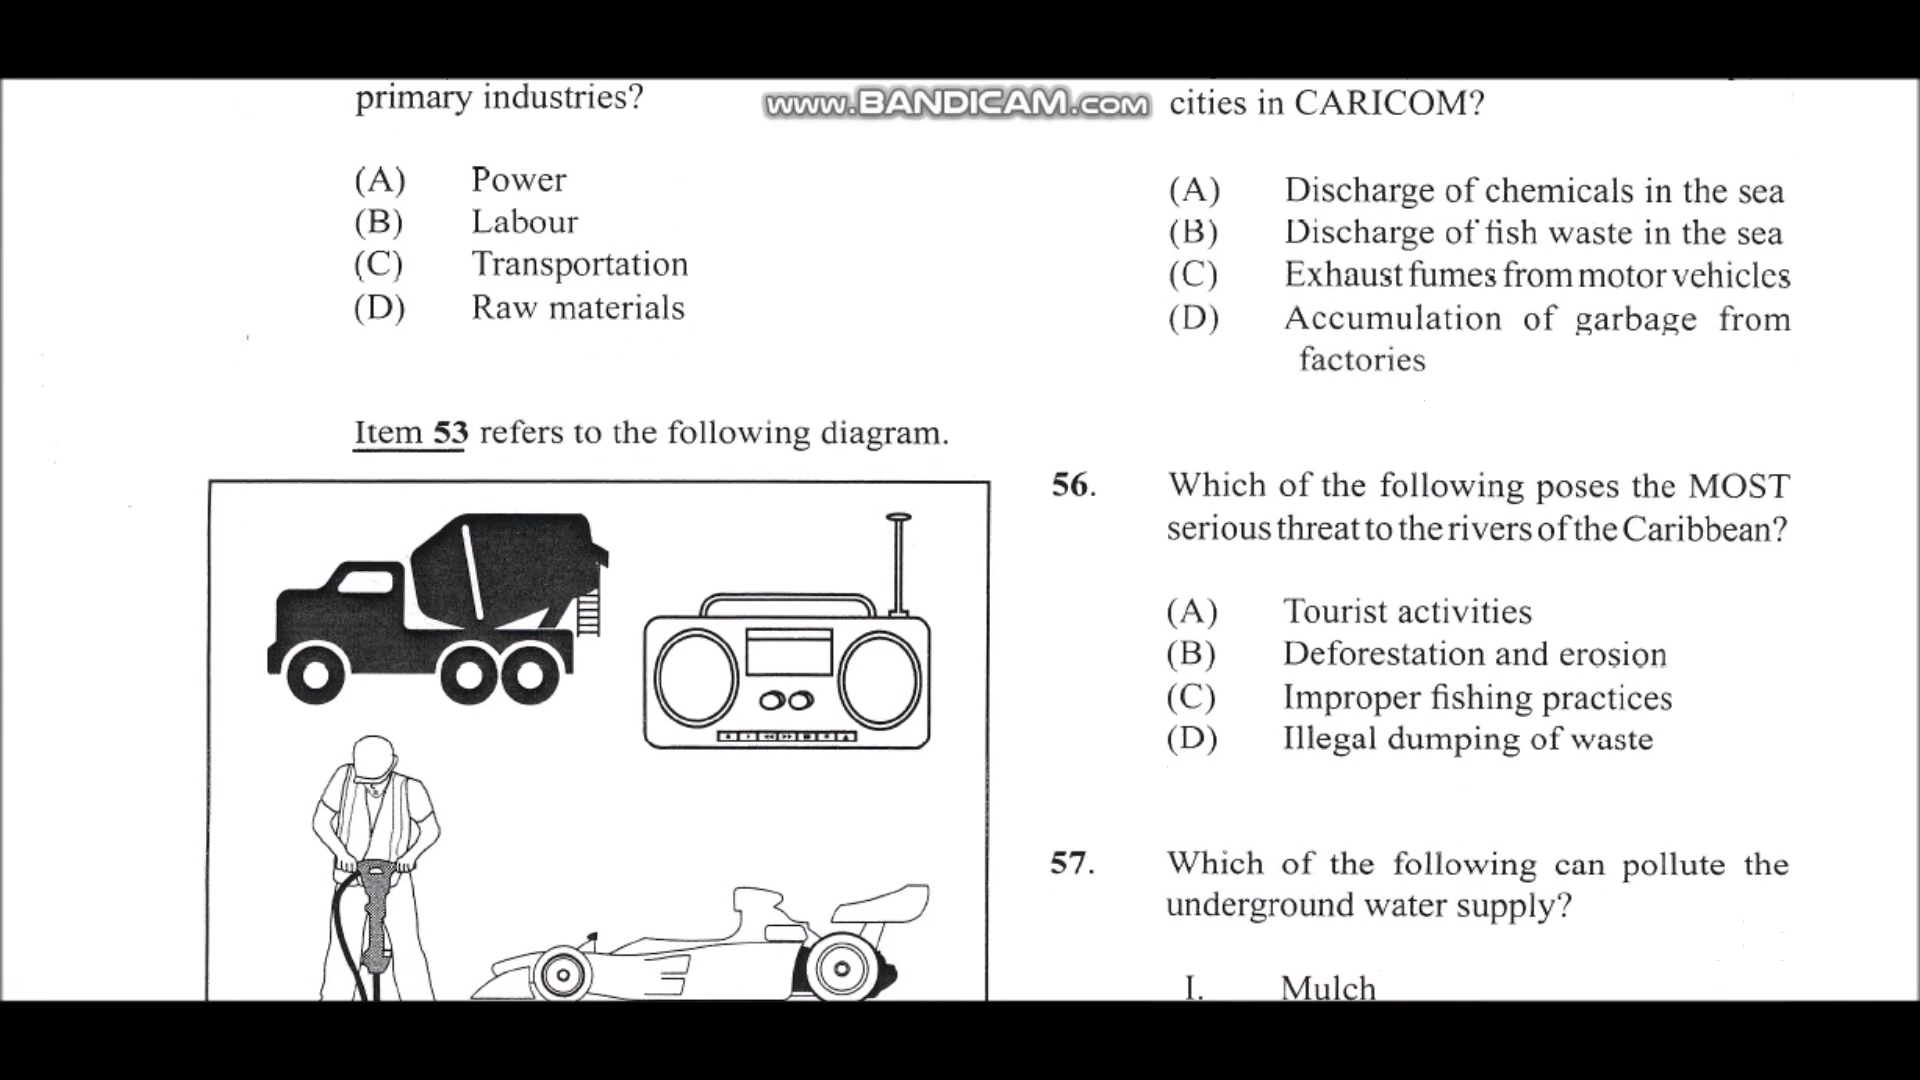 www.BANDICAM.com
primary industries?
(A) Power
(B) Labour
(C) Transportation
(D) Raw materials
Item 53 refers to the following diagram.
cities in CARICOM?
(A) Discharge of chemicals in the sea
(B) Discharge of fish waste in the sea
(C) Exhaust fumes from motor vehicles
(D) Accumulation of garbage from
factories
56. Which of the following poses the MOST
serious threat to the rivers of the Caribbean?
(A) Tourist activities
(B) Deforestation and erosion
(C) Improper fishing practices
(D) Illegal dumping of waste
57. Which of the following can pollute the
underground water supply?
I. Mulch